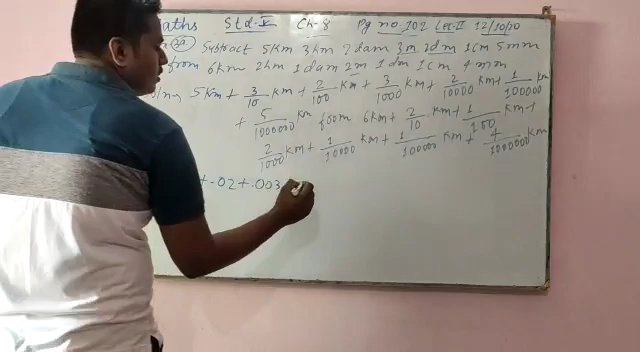 aths Std-V Ch-8 Pg no. 102 Lec-II 12/10/20
3a Subtract 5km 3hm 2dam 3m 2dm 1cm 5mm
from 6km 2hm 1dam 2m 1dm 1cm 4mm
5km + 3/10 km + 2/100 km + 3/1000 km + 2/10000 km + 1/100000 km
+ 5/1000000 km from 6km + 2/10 km + 1/100 km +
2/1000 km + 1/10000 km + 1/100000 km + 4/1000000 km
+ .02 + .003